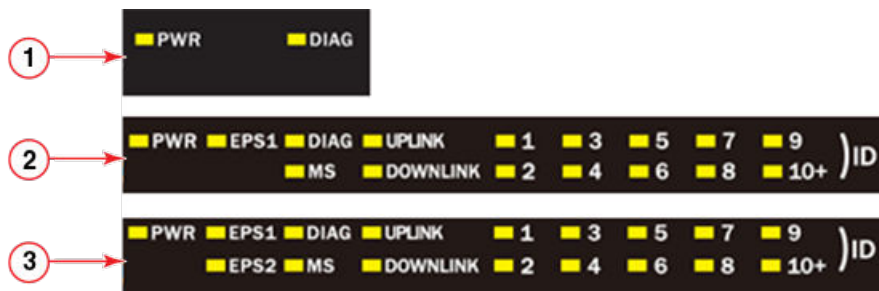 1
PWR DIAG
2
PWR EPS1 DIAG UPLINK 1 3 5 7 9
MS DOWNLINK 2 4 6 8 10+
ID
3
PWR EPS1 DIAG UPLINK 1 3 5 7 9
EPS2 MS DOWNLINK 2 4 6 8 10+
ID